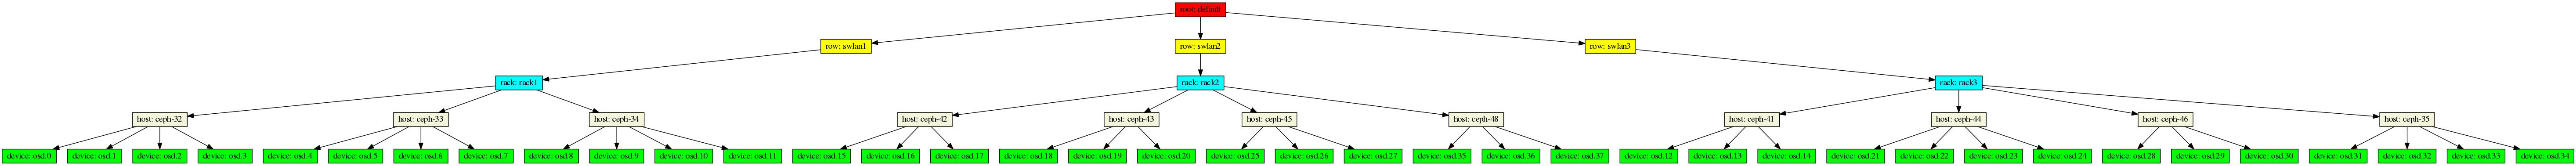 root: default
row: swlan1
row: swlan2
row: swlan3
rack: rack1
rack: rack2
rack: rack3
host: ceph-32
host: ceph-33
host: ceph-34
host: ceph-42
host: ceph-43
host: ceph-45
host: ceph-48
host: ceph-41
host: ceph-44
host: ceph-46
host: ceph-35
device: osd.0
device: osd.1
device: osd.2
device: osd.3
device: osd.4
device: osd.5
device: osd.6
device: osd.7
device: osd.8
device: osd.9
device: osd.10
device: osd.11
device: osd.15
device: osd.16
device: osd.17
device: osd.18
device: osd.19
device: osd.20
device: osd.25
device: osd.26
device: osd.27
device: osd.35
device: osd.36
device: osd.37
device: osd.12
device: osd.13
device: osd.14
device: osd.21
device: osd.22
device: osd.23
device: osd.24
device: osd.28
device: osd.29
device: osd.30
device: osd.31
device: osd.32
device: osd.33
device: osd.34